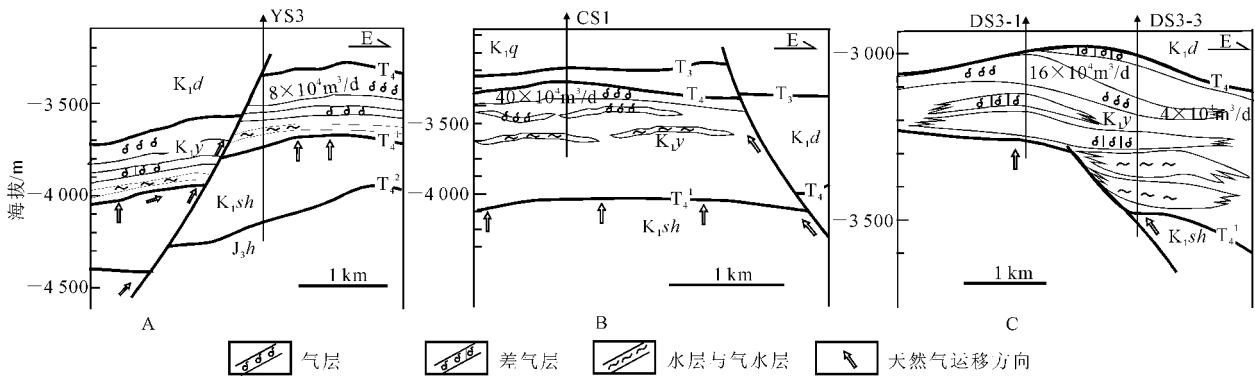 YS3
E
K₁d
T₄
8×10⁴m³/d
K₁y
T₄¹
K₁sh
T₄²
J₃h
海拔/m
−3 500
−4 000
−4 500
1 km
A
CS1
E
K₁q
T₃
T₄
T₃
40×10⁴m³/d
K₁d
K₁y
T₄
T₄¹
K₁sh
−3 500
−4 000
1 km
B
DS3-1
DS3-3
K₁d
E
T₄
16×10⁴m³/d
4×10⁴m³/d
K₁y
K₁sh
T₄¹
−3 000
−3 500
1 km
C
气层
差气层
水层与气水层
天然气运移方向